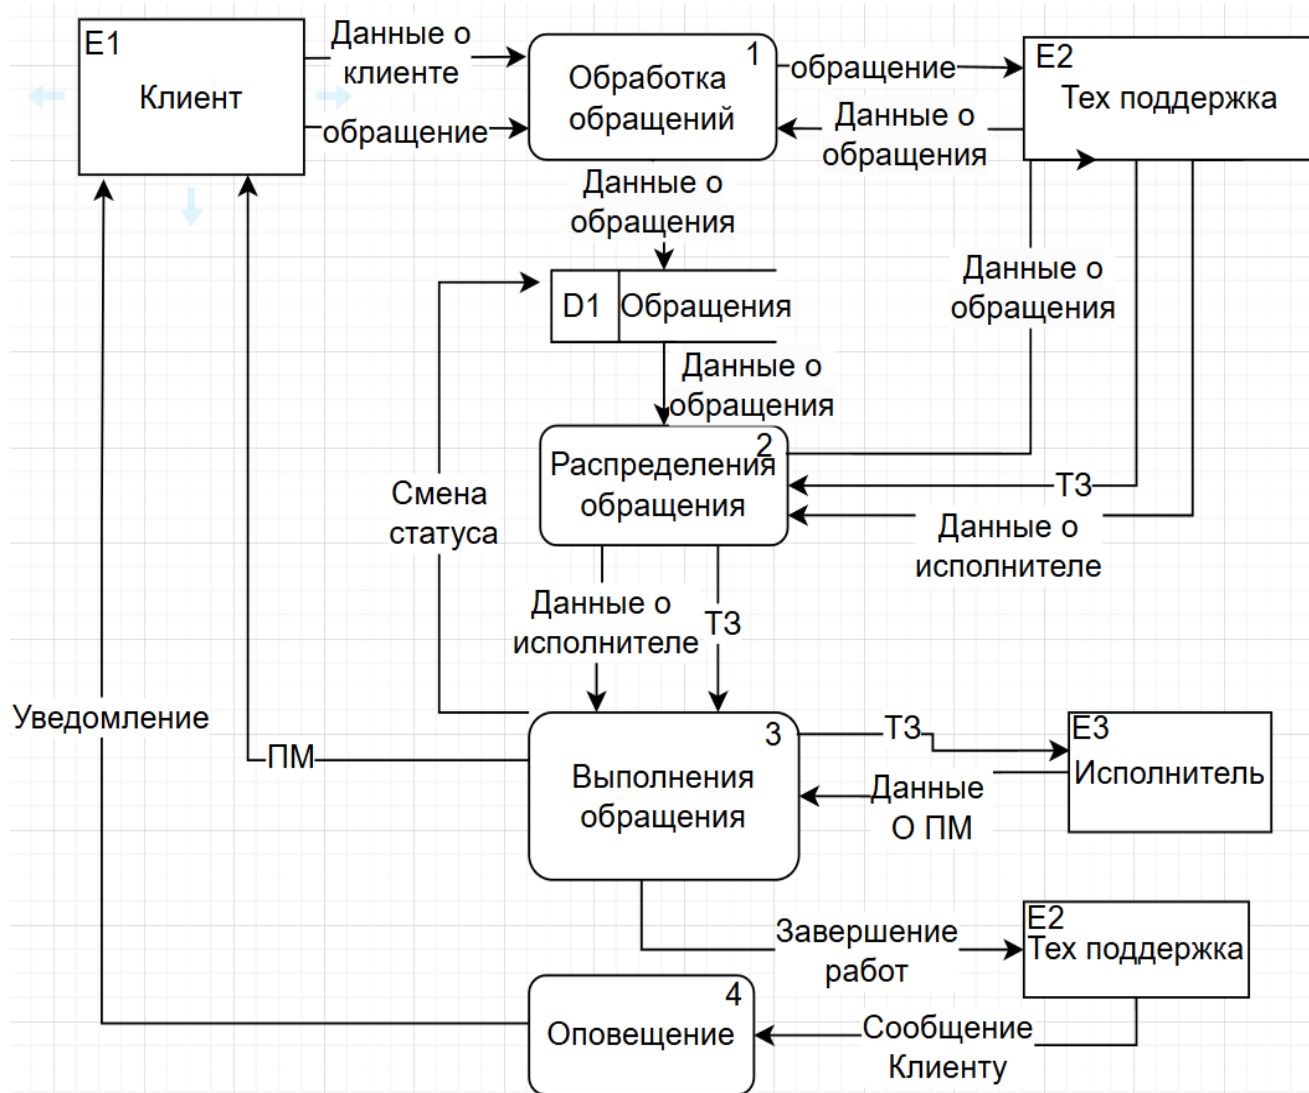 E1
Клиент
Данные о
клиенте
обращение
1
Обработка
обращений
обращение
Данные о
обращения
E2
Тех поддержка
Данные о
обращения
D1
Обращения
Данные о
обращения
Данные о
обращения
2
Распределения
обращения
ТЗ
Данные о
исполнителе
Смена
статуса
Данные о
исполнителе
ТЗ
Уведомление
ПМ
3
Выполнения
обращения
ТЗ
Данные
О ПМ
E3
Исполнитель
Завершение
работ
E2
Тех поддержка
4
Оповещение
Сообщение
Клиенту